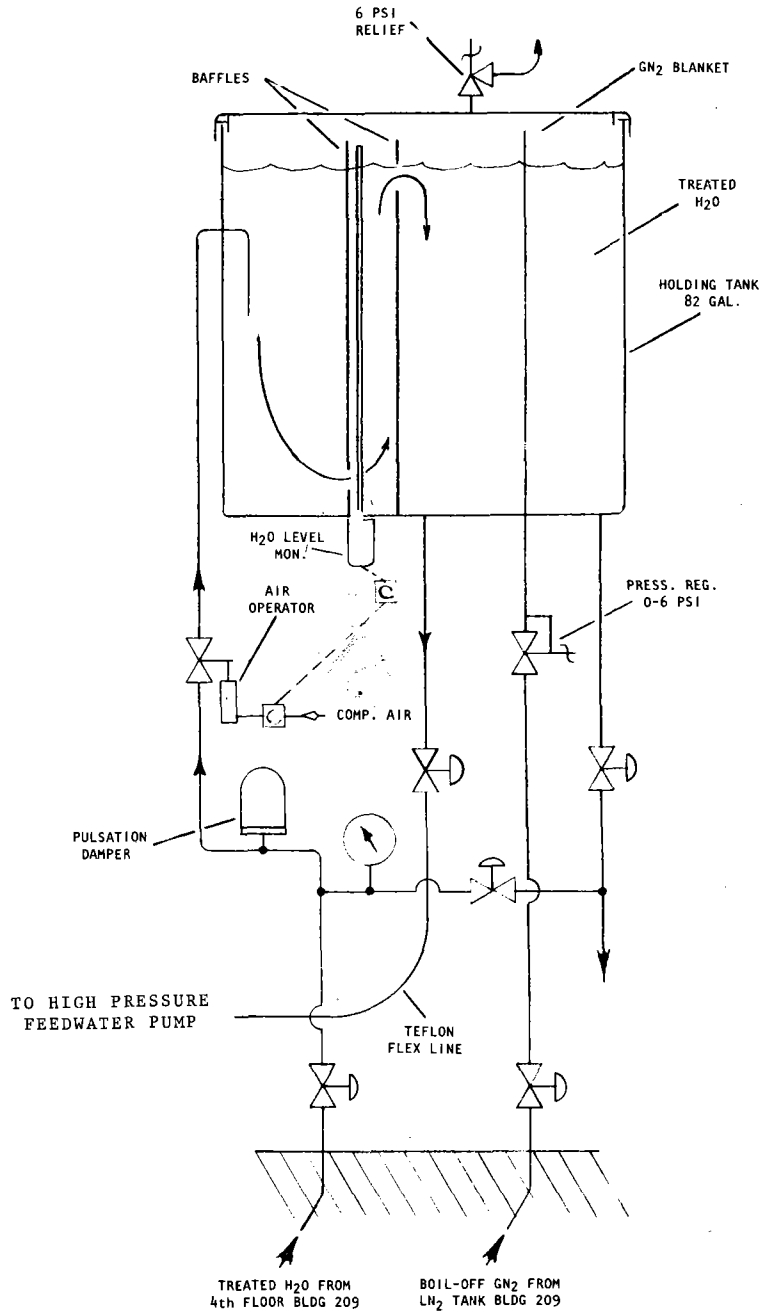 6 PSI
RELIEF
BAFFLES
GN2 BLANKET
TREATED
H2O
HOLDING TANK
82 GAL.
H2O LEVEL
MON.
C
AIR
OPERATOR
PRESS. REG.
0-6 PSI
C
COMP. AIR
PULSATION
DAMPER
TO HIGH PRESSURE
FEEDWATER PUMP
TEFLON
FLEX LINE
TREATED H2O FROM
4th FLOOR BLDG 209
BOIL-OFF GN2 FROM
LN2 TANK BLDG 209